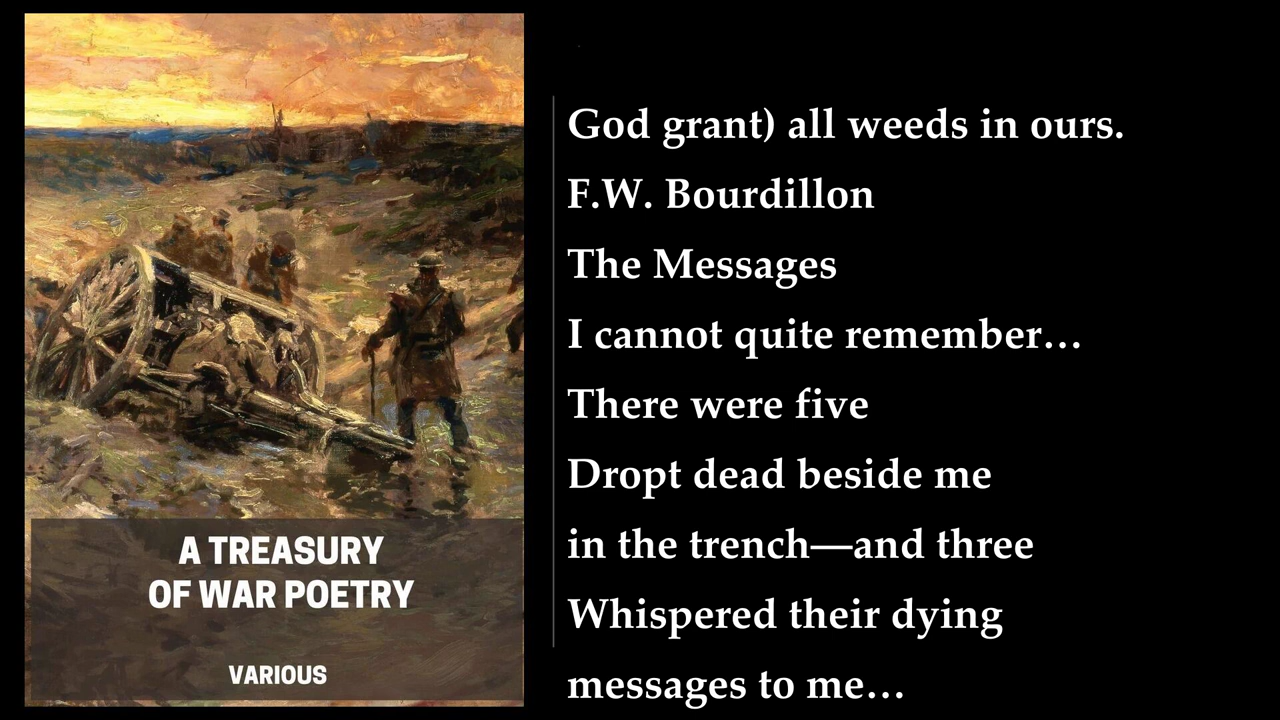 A TREASURY
OF WAR POETRY
VARIOUS
God grant) all weeds in ours.
F.W. Bourdillon
The Messages
I cannot quite remember…
There were five
Dropt dead beside me
in the trench—and three
Whispered their dying
messages to me…